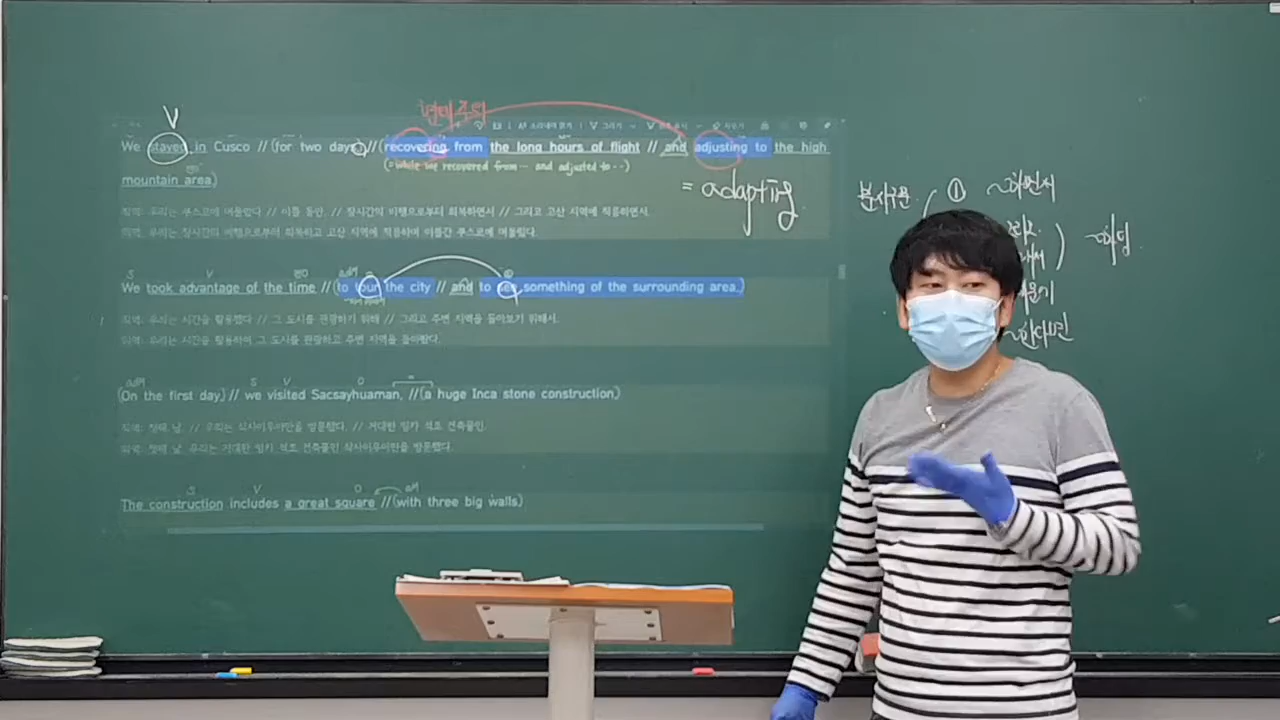 V
병렬 주의
We stayed in Cusco // (for two days) // (recovering from the long hours of flight // and adjusting to the high
(= while we recovered from ··· and adjusted to ··)
mountain area.)
= adapting
직역: 우리는 쿠스코에 머물렀다 // 이틀 동안, // 장시간의 비행으로부터 회복하면서 // 그리고 고산 지역에 적응하면서.
의역: 우리는 장시간의 비행으로부터 회복하고 고산 지역에 적응하며 이틀간 쿠스코에 머물렀다.
분사구문 ① ~하면서
S V adM
We took advantage of the time // (to tour the city // and to see something of the surrounding area.)
직역: 우리는 시간을 활용했다 // 그 도시를 관광하기 위해 // 그리고 주변 지역을 돌아보기 위해서.
의역: 우리는 시간을 활용하여 그 도시를 관광하고 주변 지역을 돌아봤다.
adM S V O =
(On the first day,) // we visited Sacsayhuaman, // (a huge Inca stone construction)
직역: 첫째 날, // 우리는 삭사이우아만을 방문했다, // 거대한 잉카 석조 건축물인.
의역: 첫째 날, 우리는 거대한 잉카 석조 건축물인 삭사이우아만을 방문했다.
S V O aM
The construction includes a great square // (with three big walls)